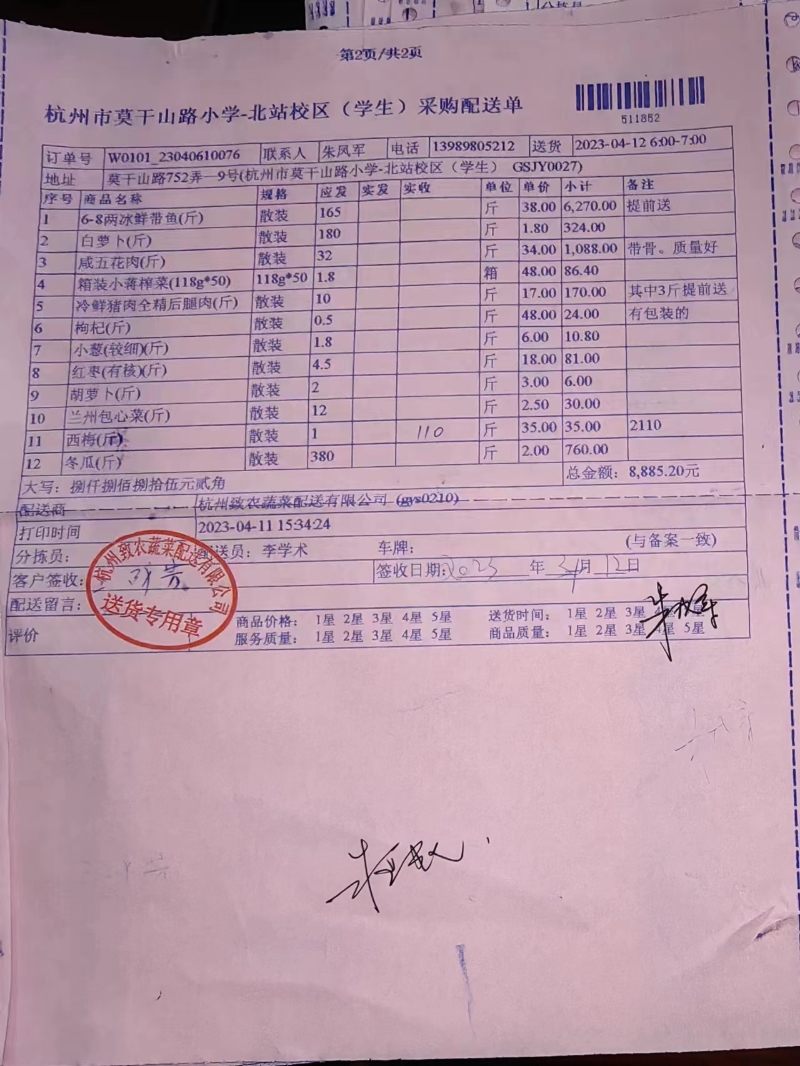 第2页/共2页
杭州市莫干山路小学-北站校区（学生）采购配送单
511852
订单号 W0101_23040610076 联系人 朱凤军 电话 13989805212 送货 2023-04-12 6:00-7:00
地址 莫干山路752弄—9号(杭州市莫干山路小学-北站校区（学生） GSJY0027)
序号 商品名称 规格 应发 实发 实收 单位 单价 小计 备注
1 6-8两冰鲜带鱼(斤) 散装 165 斤 38.00 6,270.00 提前送
2 白萝卜(斤) 散装 180 斤 1.80 324.00
3 咸五花肉(斤) 散装 32 斤 34.00 1,088.00 带骨。质量好
4 箱装小蒋榨菜(118g*50) 118g*50 1.8 箱 48.00 86.40
5 冷鲜猪肉全精后腿肉(斤) 散装 10 斤 17.00 170.00 其中3斤提前送
6 枸杞(斤) 散装 0.5 斤 48.00 24.00 有包装的
7 小葱(较细)(斤) 散装 1.8 斤 6.00 10.80
8 红枣(有核)(斤) 散装 4.5 斤 18.00 81.00
9 胡萝卜(斤) 散装 2 斤 3.00 6.00
10 兰州包心菜(斤) 散装 12 斤 2.50 30.00
11 西梅(斤) 散装 1 110 斤 35.00 35.00 2110
12 冬瓜(斤) 散装 380 斤 2.00 760.00
大写：捌仟捌佰捌拾伍元贰角 总金额：8,885.20元
配送商 杭州致农蔬菜配送有限公司 (gys0210)
打印时间 2023-04-11 15:34:24
分拣员： 配送员：李学术 车牌： (与备案一致)
客户签收： 签收日期：2023 年 4月 12日
配送留言：
杭州致农蔬菜配送有限公司
送货专用章
评价 商品价格： 1星 2星 3星 4星 5星 送货时间： 1星 2星 3星
服务质量： 1星 2星 3星 4星 5星 商品质量： 1星 2星 3星 4星 5星